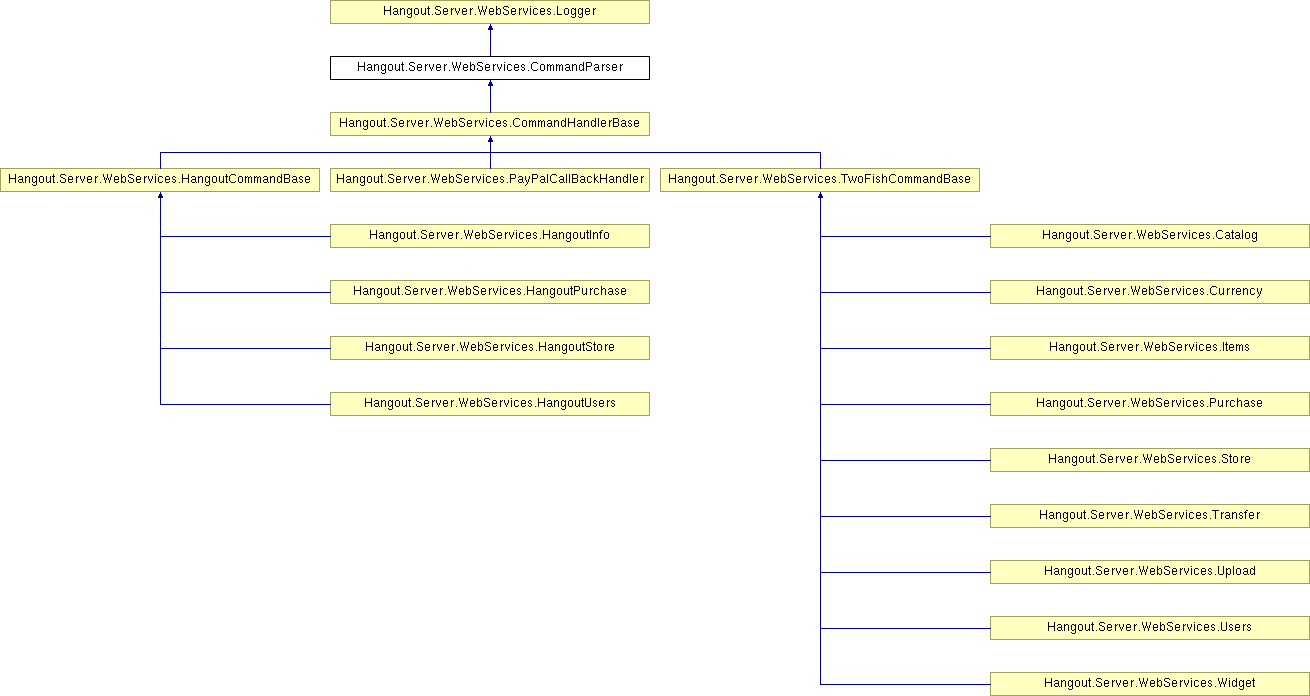 Hangout.Server.WebServices.Logger
Hangout.Server.WebServices.CommandParser
Hangout.Server.WebServices.CommandHandlerBase
Hangout.Server.WebServices.HangoutCommandBase
Hangout.Server.WebServices.PayPalCallBackHandler
Hangout.Server.WebServices.TwoFishCommandBase
Hangout.Server.WebServices.HangoutInfo
Hangout.Server.WebServices.Catalog
Hangout.Server.WebServices.HangoutPurchase
Hangout.Server.WebServices.Currency
Hangout.Server.WebServices.HangoutStore
Hangout.Server.WebServices.Items
Hangout.Server.WebServices.HangoutUsers
Hangout.Server.WebServices.Purchase
Hangout.Server.WebServices.Store
Hangout.Server.WebServices.Transfer
Hangout.Server.WebServices.Upload
Hangout.Server.WebServices.Users
Hangout.Server.WebServices.Widget